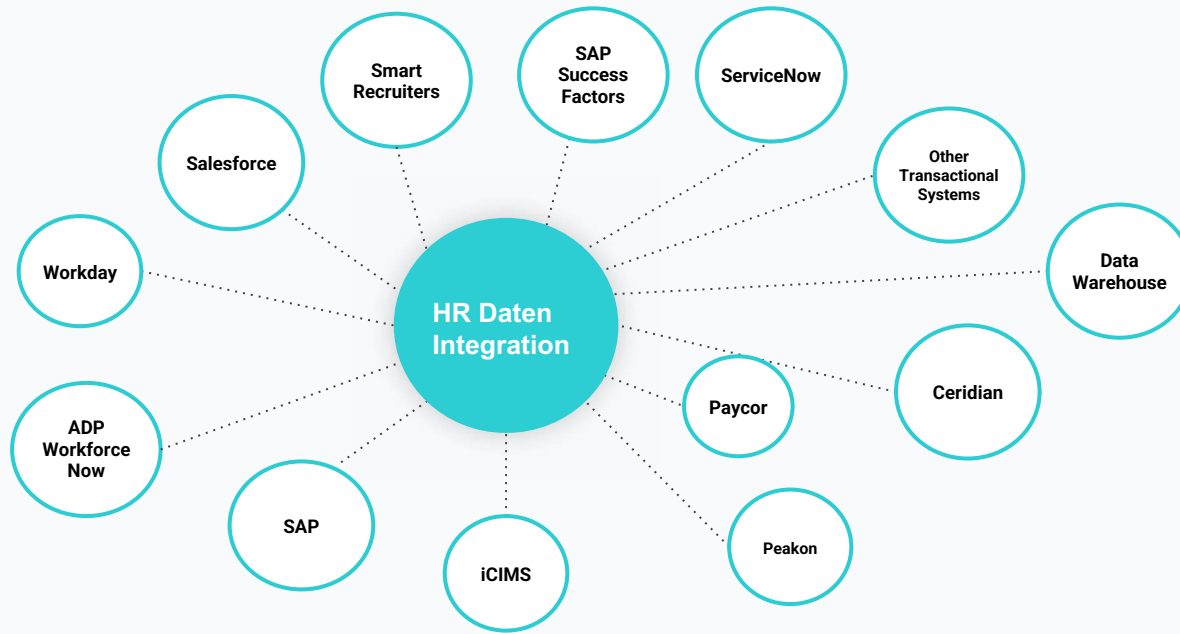 Smart
Recruiters
SAP
Success
Factors
ServiceNow
Salesforce
Other
Transactional
Systems
Workday
Data
Warehouse
HR Daten
Integration
Paycor
Ceridian
ADP
Workforce
Now
SAP
iCIMS
Peakon